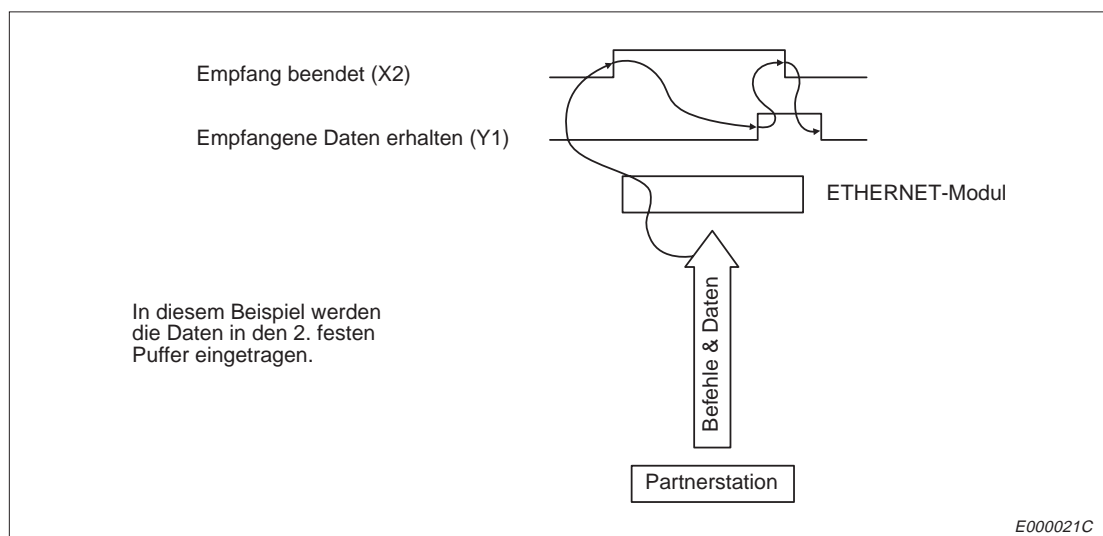 Empfang beendet (X2)
Empfangene Daten erhalten (Y1)
ETHERNET-Modul
In diesem Beispiel werden
die Daten in den 2. festen
Puffer eingetragen.
Befehle & Daten
Partnerstation
E000021C